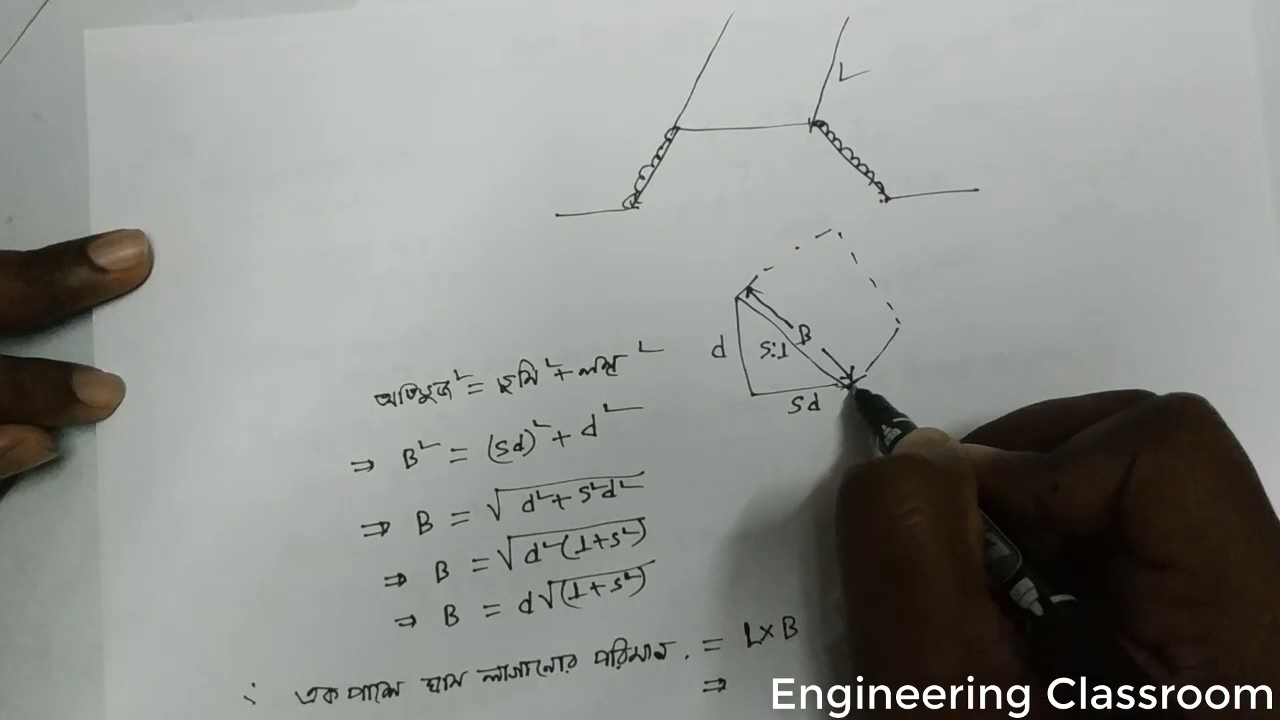 L
d
1:S
B
Sd
অতিভুজ² = ভূমি² + লম্ব²
⇒ B² = (Sd)² + d²
⇒ B = √d²+S²d²
⇒ B = √d²(1+S²)
⇒ B = d√(1+S²)
∴ এক পাশে ঘাস লাগানোর পরিমান. = L×B
⇒
Engineering Classroom